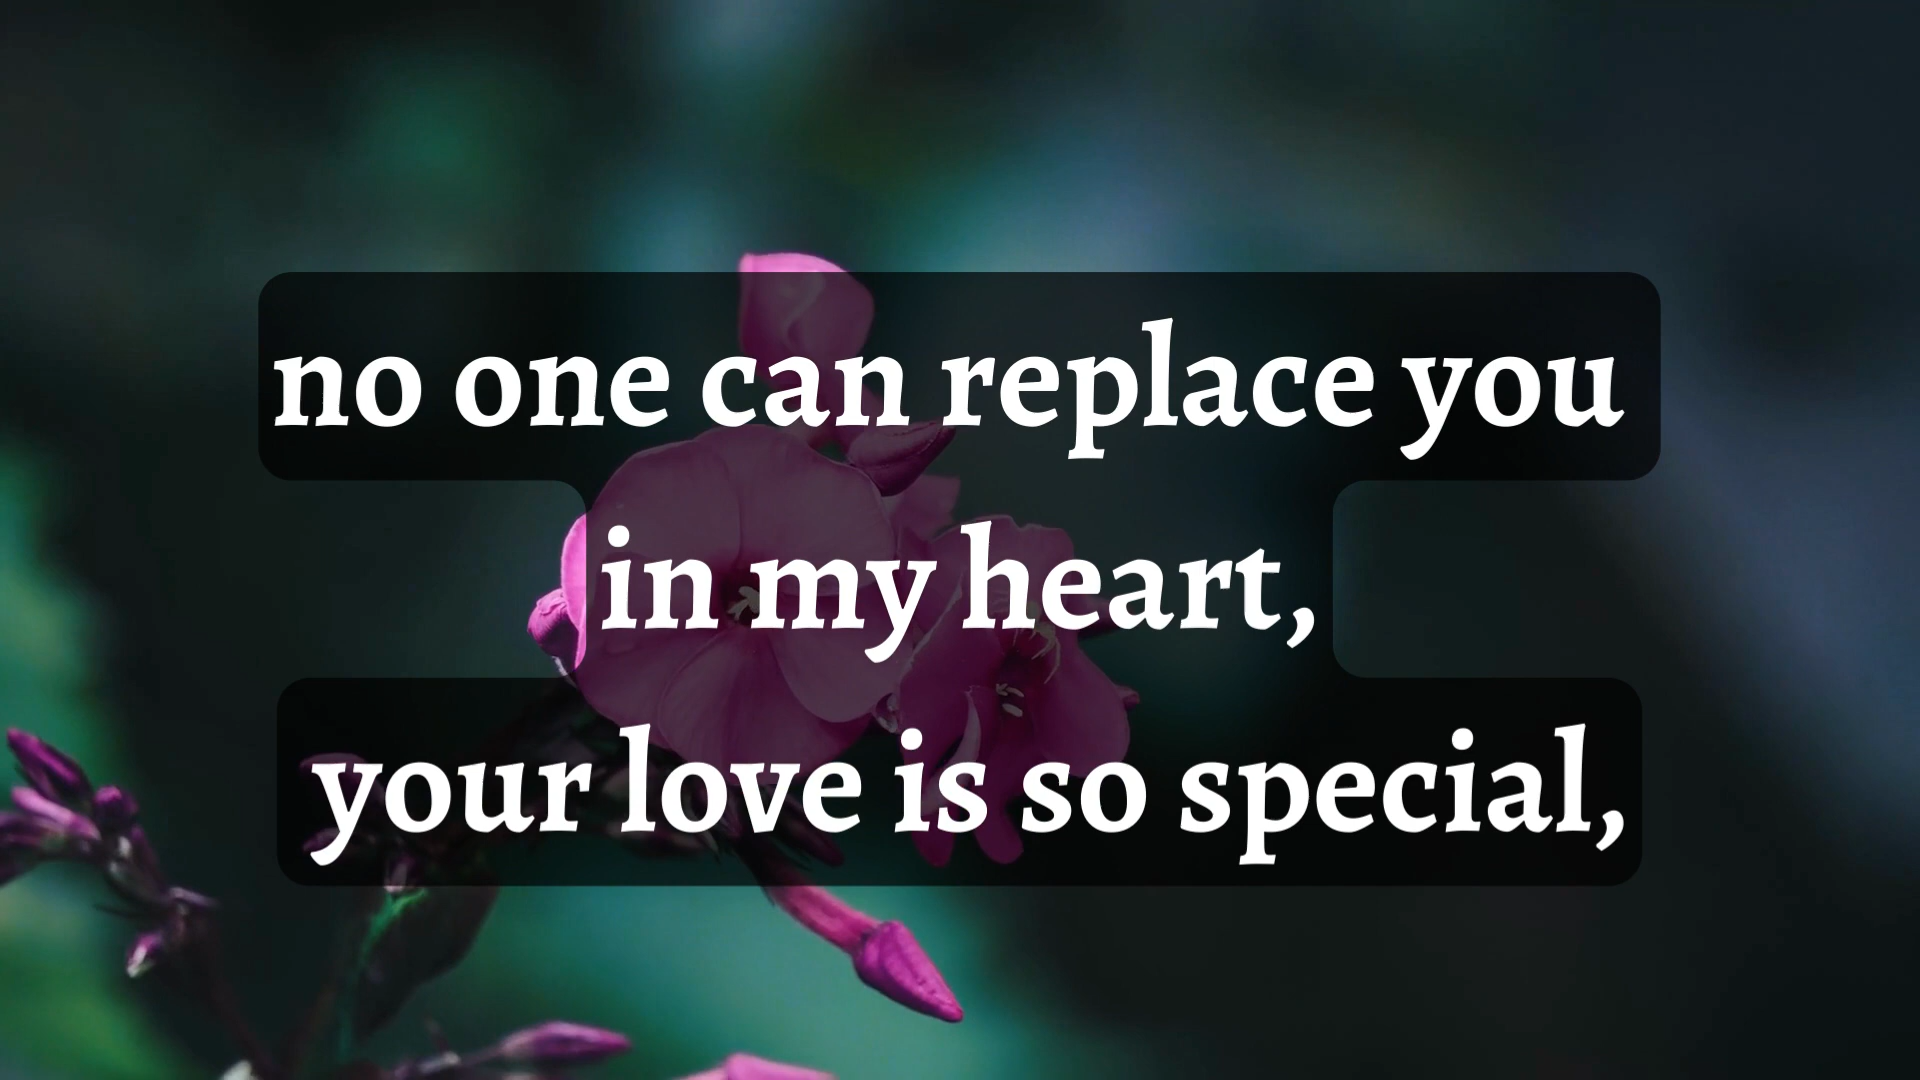 no one can replace you
in my heart,
your love is so special,